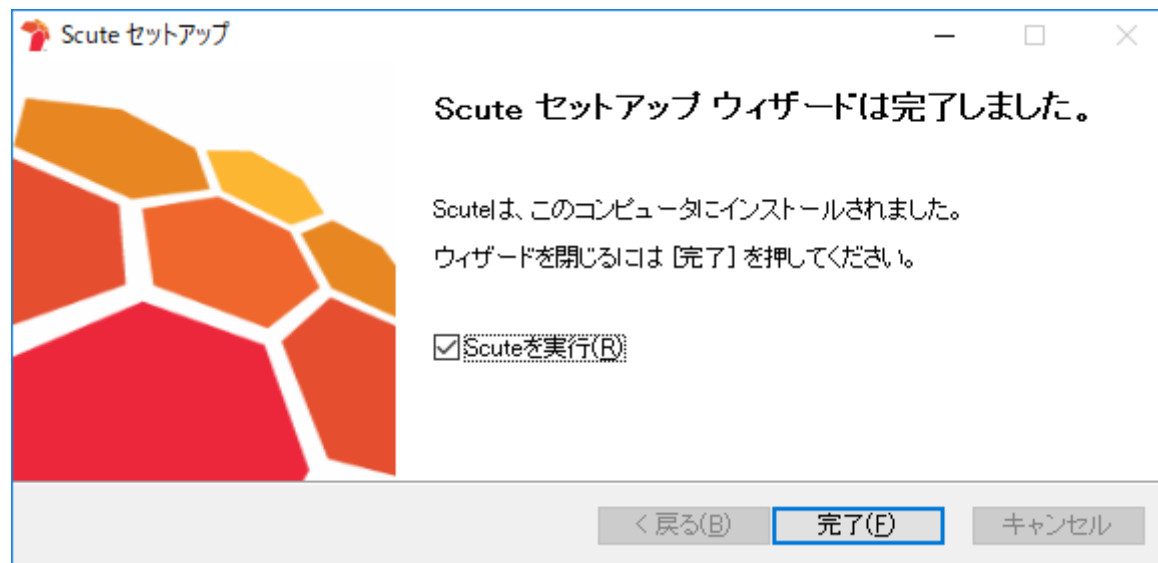 Scute セットアップ
Scute セットアップ ウィザードは完了しました。
Scuteは、このコンピュータにインストールされました。
ウィザードを閉じるには [完了] を押してください。
Scuteを実行(R)
< 戻る(B)
完了(F)
キャンセル